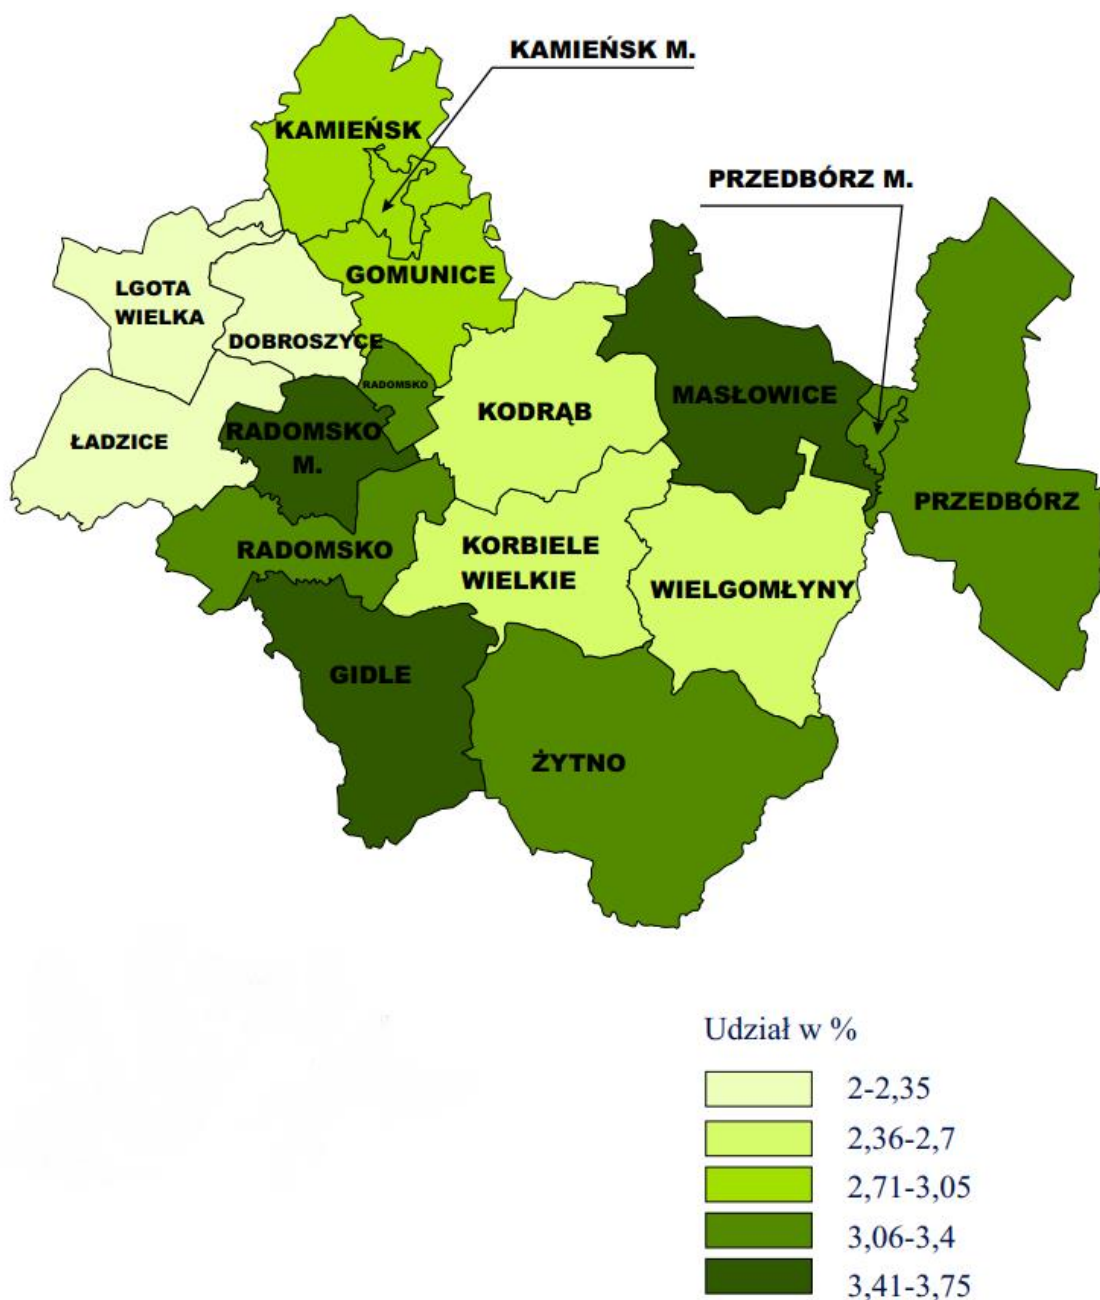 KAMIEŃSK M.
KAMIEŃSK
PRZEDBÓRZ M.
GOMUNICE
LGOTA
WIELKA
DOBROSZYCE
RADOMSKO
MASŁOWICE
KODRĄB
RADOMSKO
M.
ŁADZICE
PRZEDBÓRZ
RADOMSKO
KORBIELE
WIELKIE
WIELGOMŁYNY
GIDLE
ŻYTNO
Udział w %
2-2,35
2,36-2,7
2,71-3,05
3,06-3,4
3,41-3,75